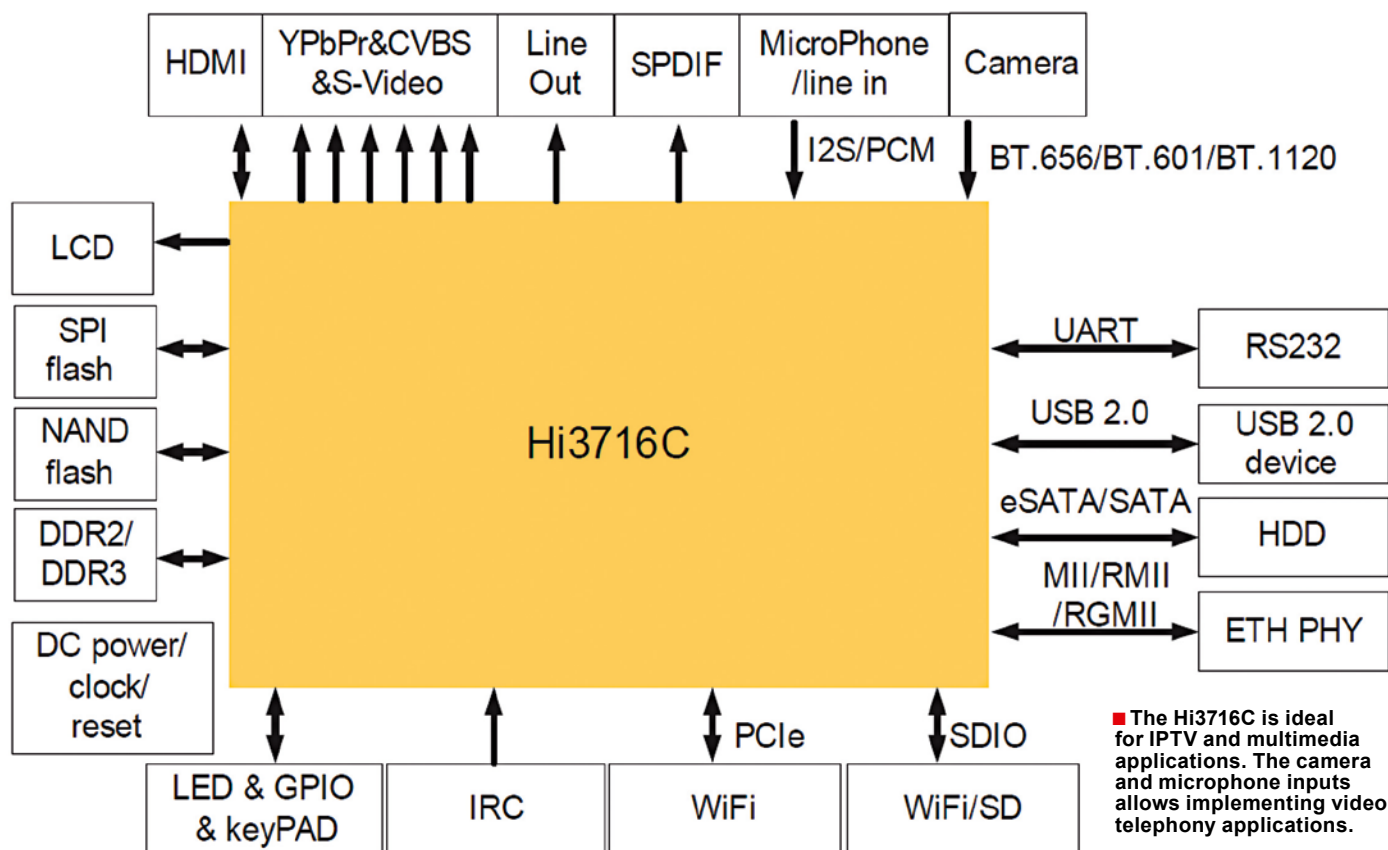 HDMI
YPbPr&CVBS
&S-Video
Line
Out
SPDIF
MicroPhone
/line in
Camera
I2S/PCM
BT.656/BT.601/BT.1120
LCD
SPI
flash
NAND
flash
DDR2/
DDR3
DC power/
clock/
reset
Hi3716C
UART
RS232
USB 2.0
USB 2.0
device
eSATA/SATA
HDD
MII/RMII
/RGMII
ETH PHY
PCIe
SDIO
LED & GPIO
& keyPAD
IRC
WiFi
WiFi/SD
The Hi3716C is ideal
for IPTV and multimedia
applications. The camera
and microphone inputs
allows implementing video
telephony applications.